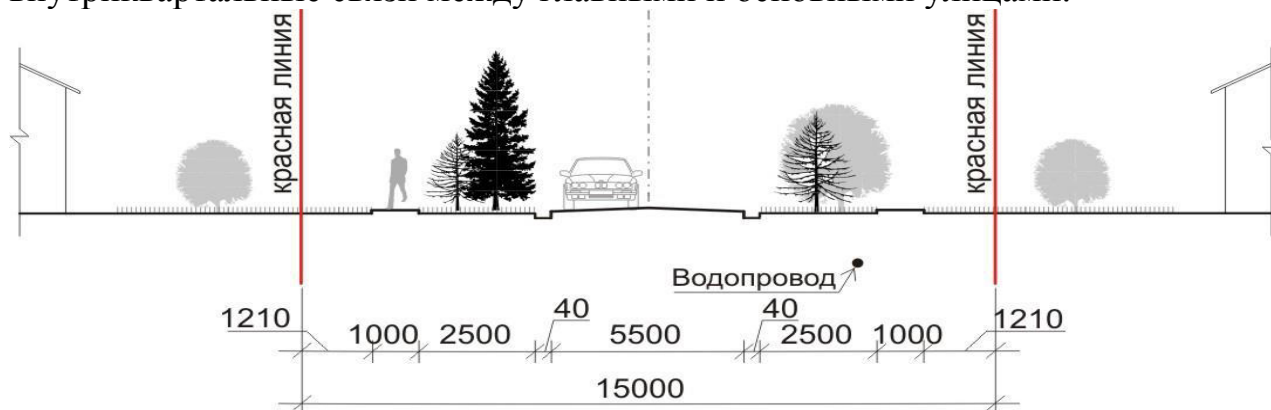 внутриквартальные связи между главными и основными улицами.
красная линия
красная линия
Водопровод
1210 1000 2500 40 5500 40 2500 1000 1210
15000